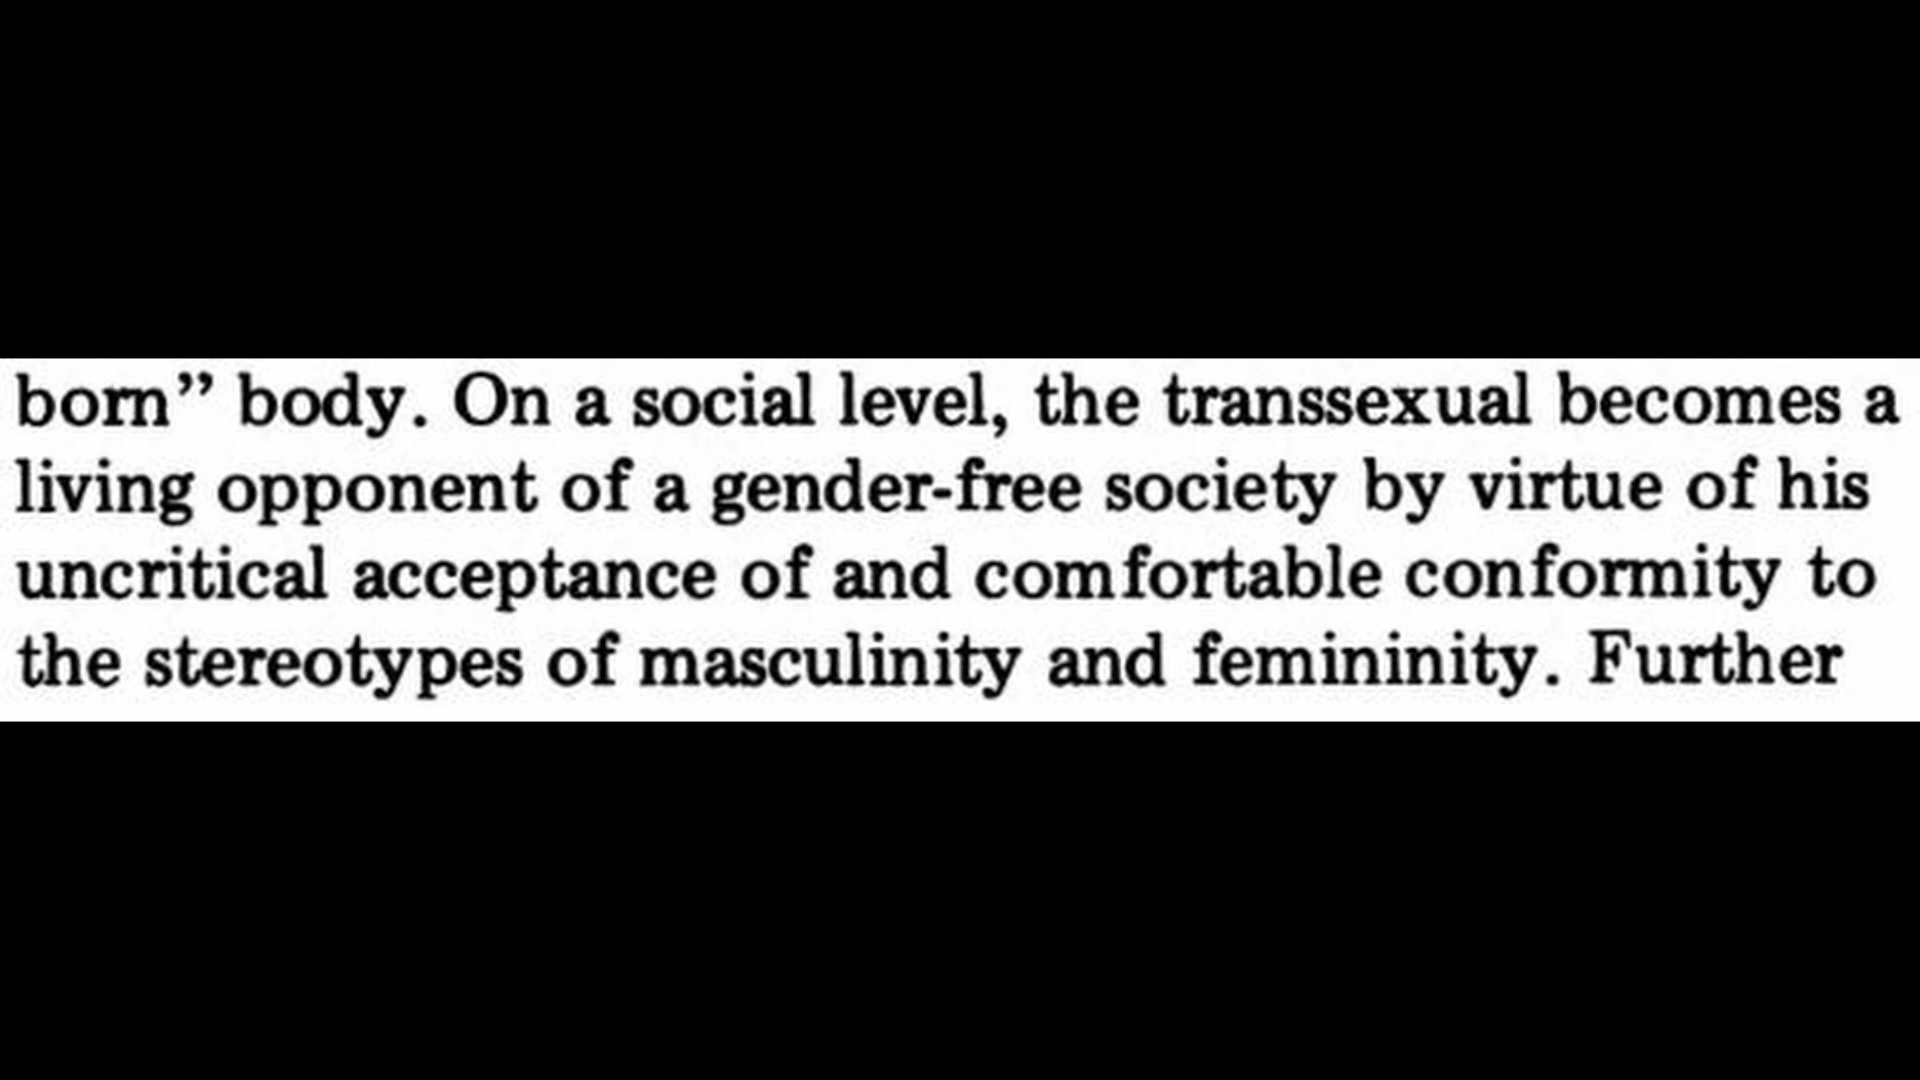 born” body. On a social level, the transsexual becomes a
living opponent of a gender-free society by virtue of his
uncritical acceptance of and comfortable conformity to
the stereotypes of masculinity and femininity. Further